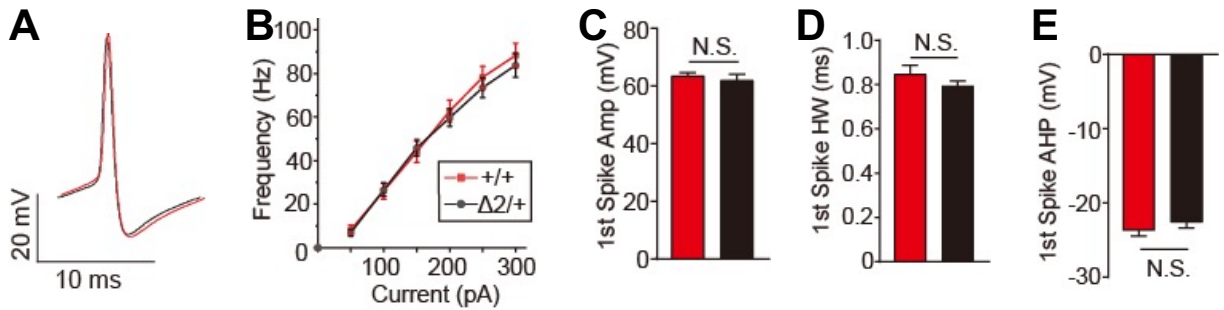 A
20 mV
10 ms
B
Frequency (Hz)
100
80
60
40
20
0
100 200 300
Current (pA)
+/+
Δ2/+
C
1st Spike Amp (mV)
80
60
40
20
0
N.S.
D
1st Spike HW (ms)
1.0
0.8
0.6
0.4
0.2
0
N.S.
E
1st Spike AHP (mV)
0
-10
-20
-30
N.S.